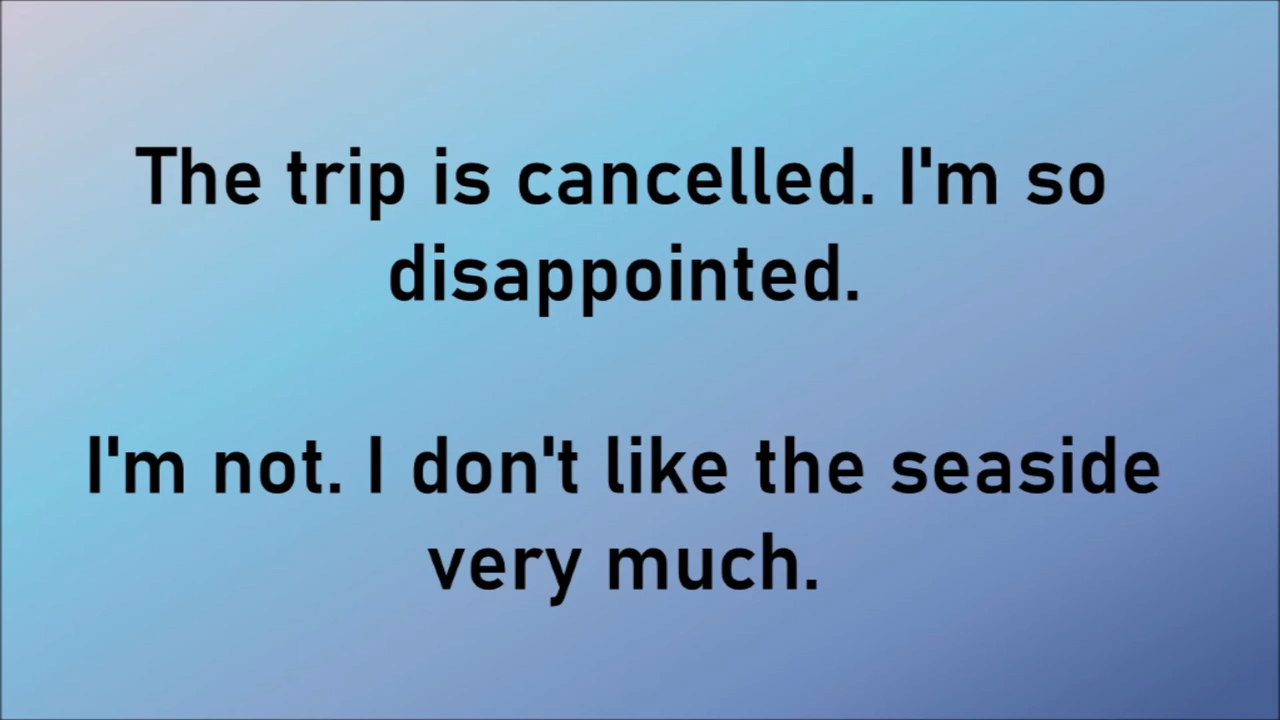 The trip is cancelled. I'm so
disappointed.
I'm not. I don't like the seaside
very much.